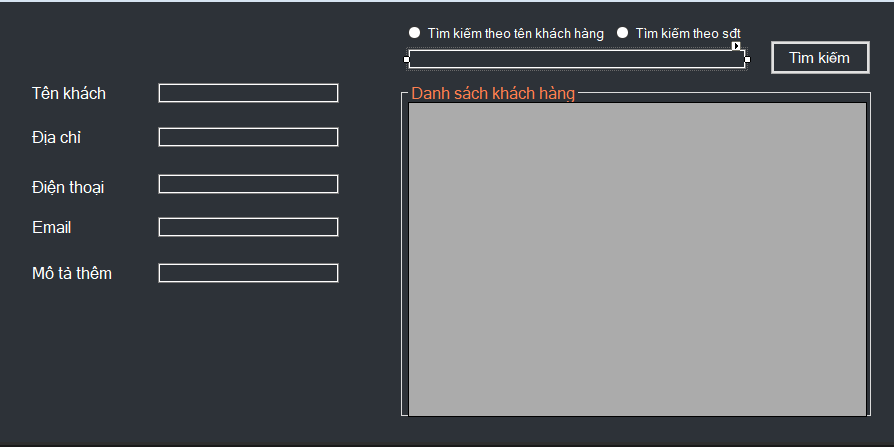 Tìm kiếm theo tên khách hàng
Tìm kiếm theo sđt
Tìm kiếm
Tên khách
Địa chỉ
Điện thoại
Email
Mô tả thêm
Danh sách khách hàng